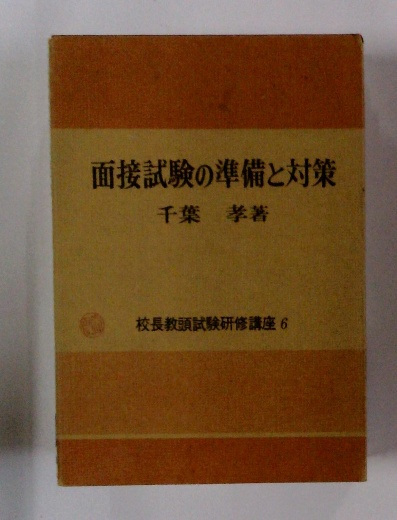 面接試験の準備と対策
千葉 孝著
校長教頭試験研修講座 6